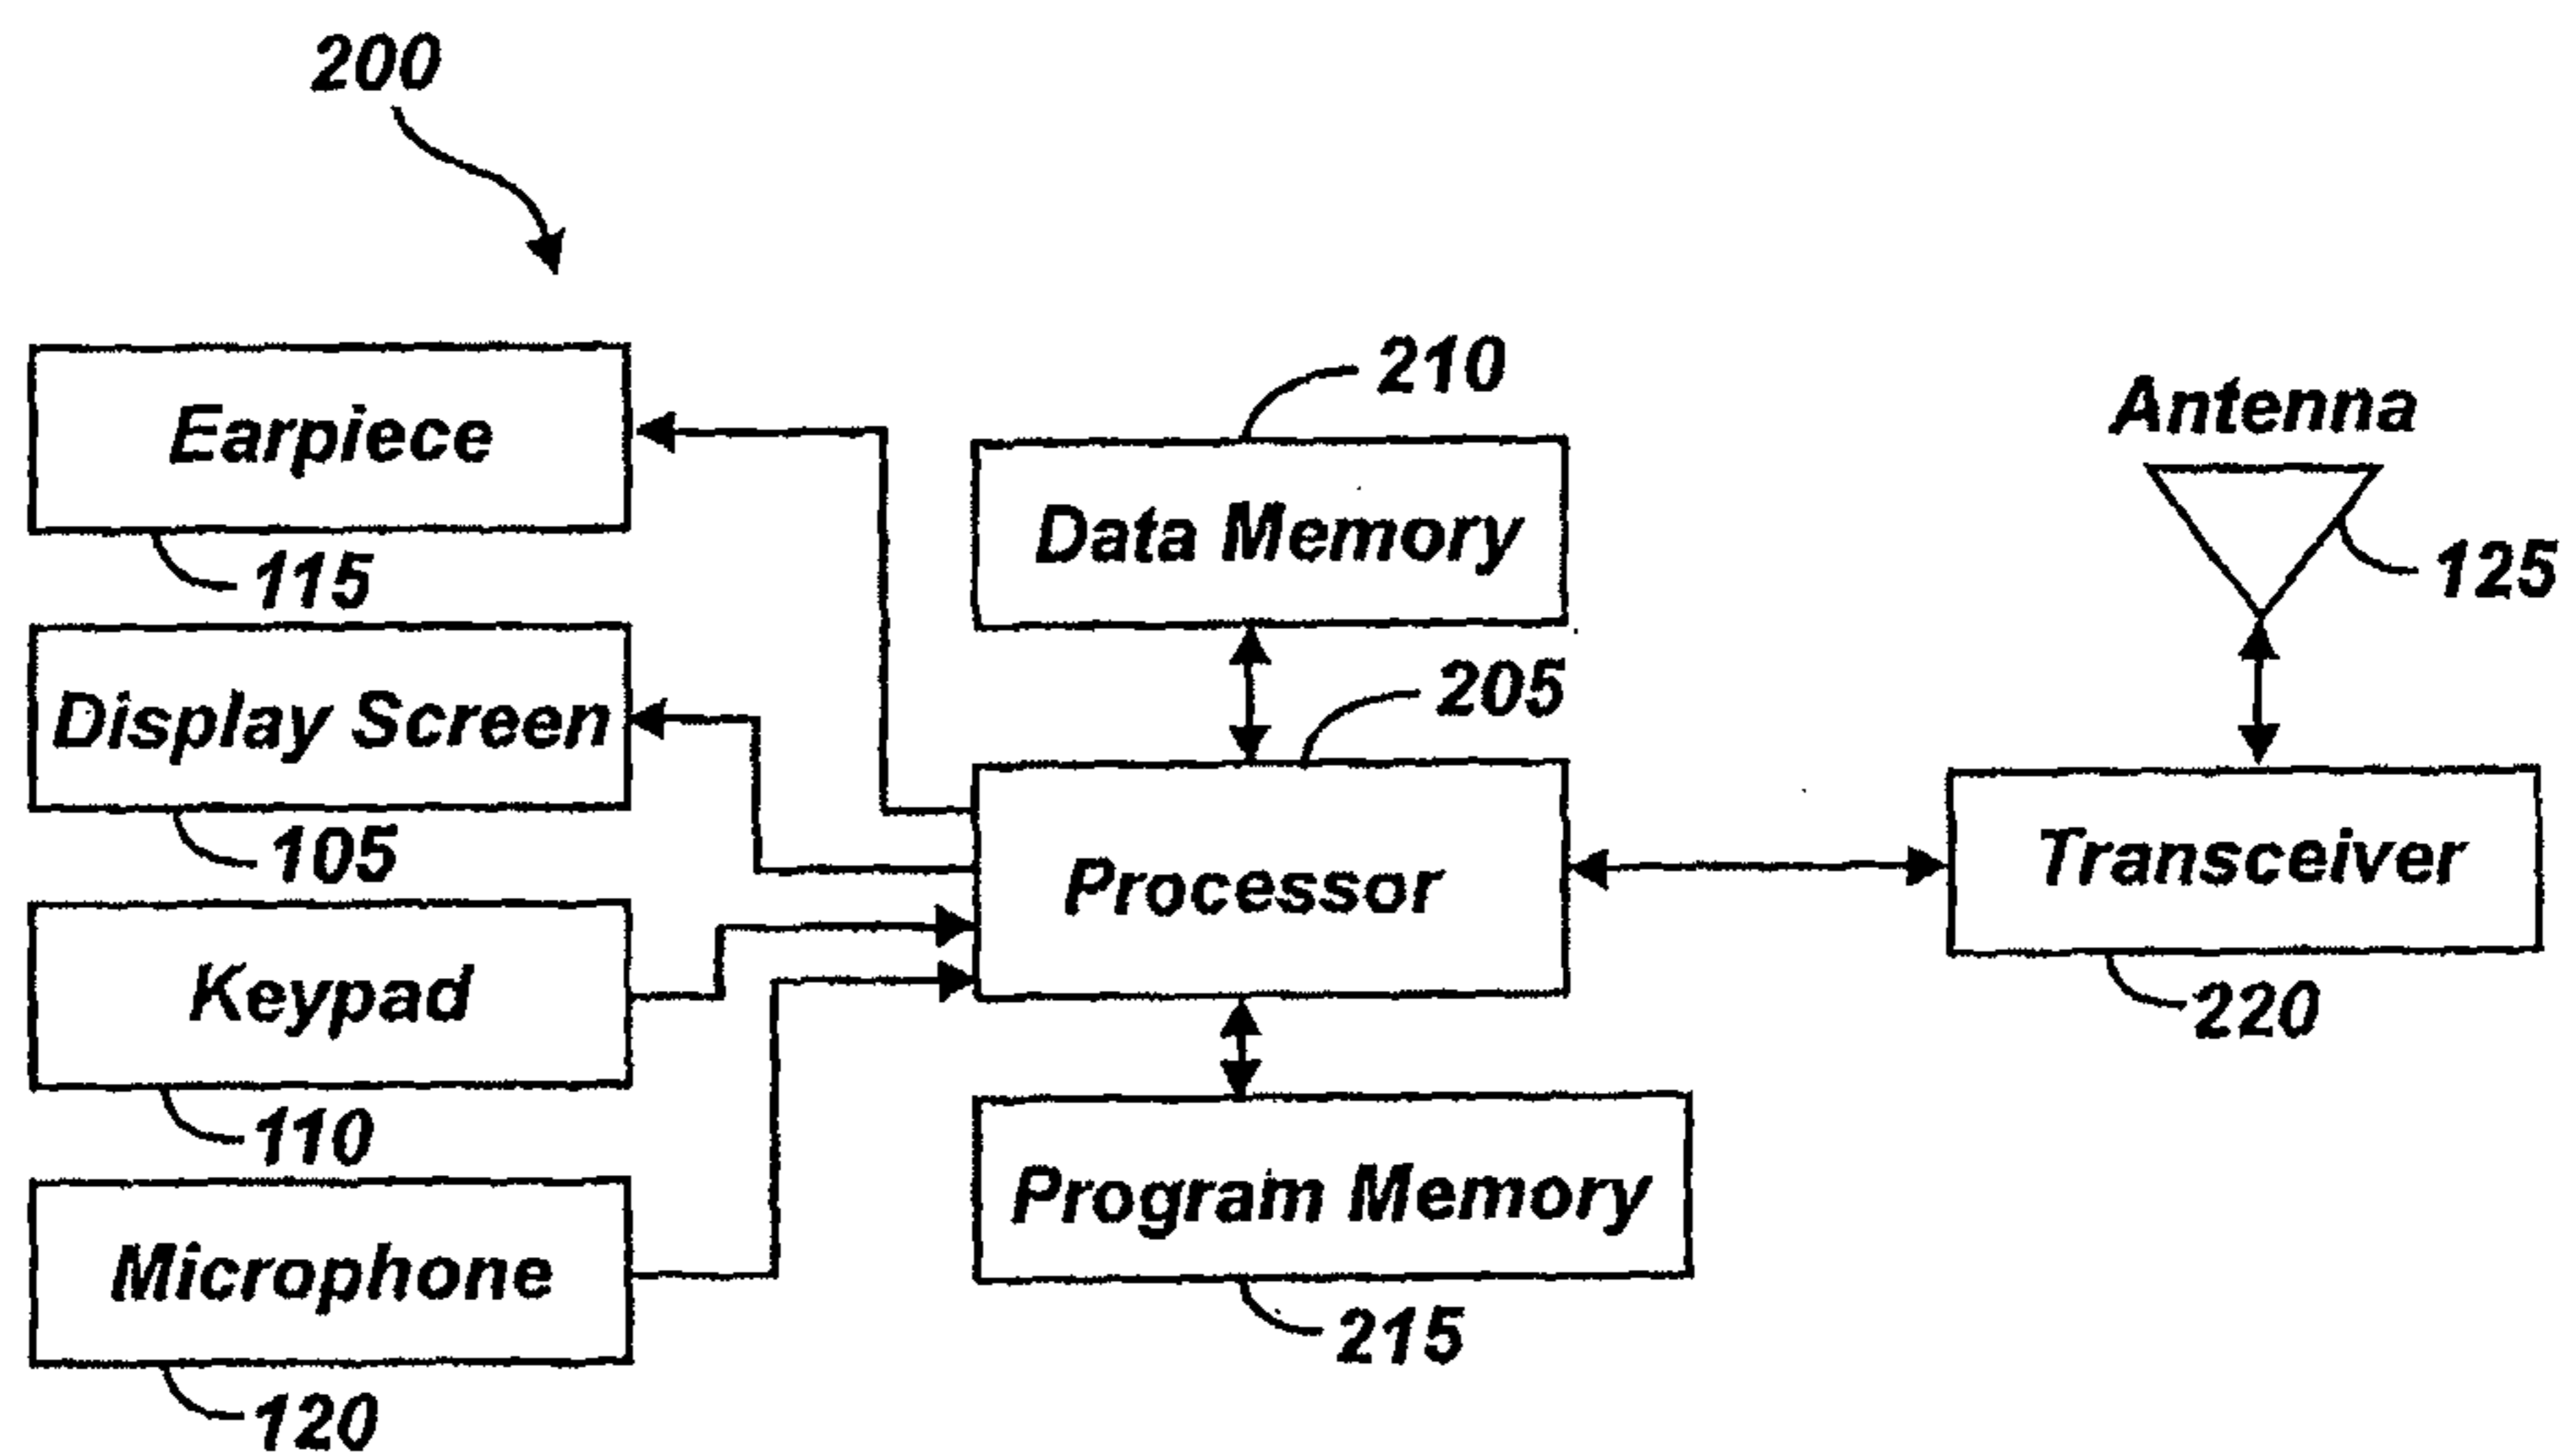 200
Earpiece
115
Display Screen
105
Keypad
110
Microphone
120
210
Data Memory
205
Processor
Program Memory
215
Antenna
125
Transceiver
220